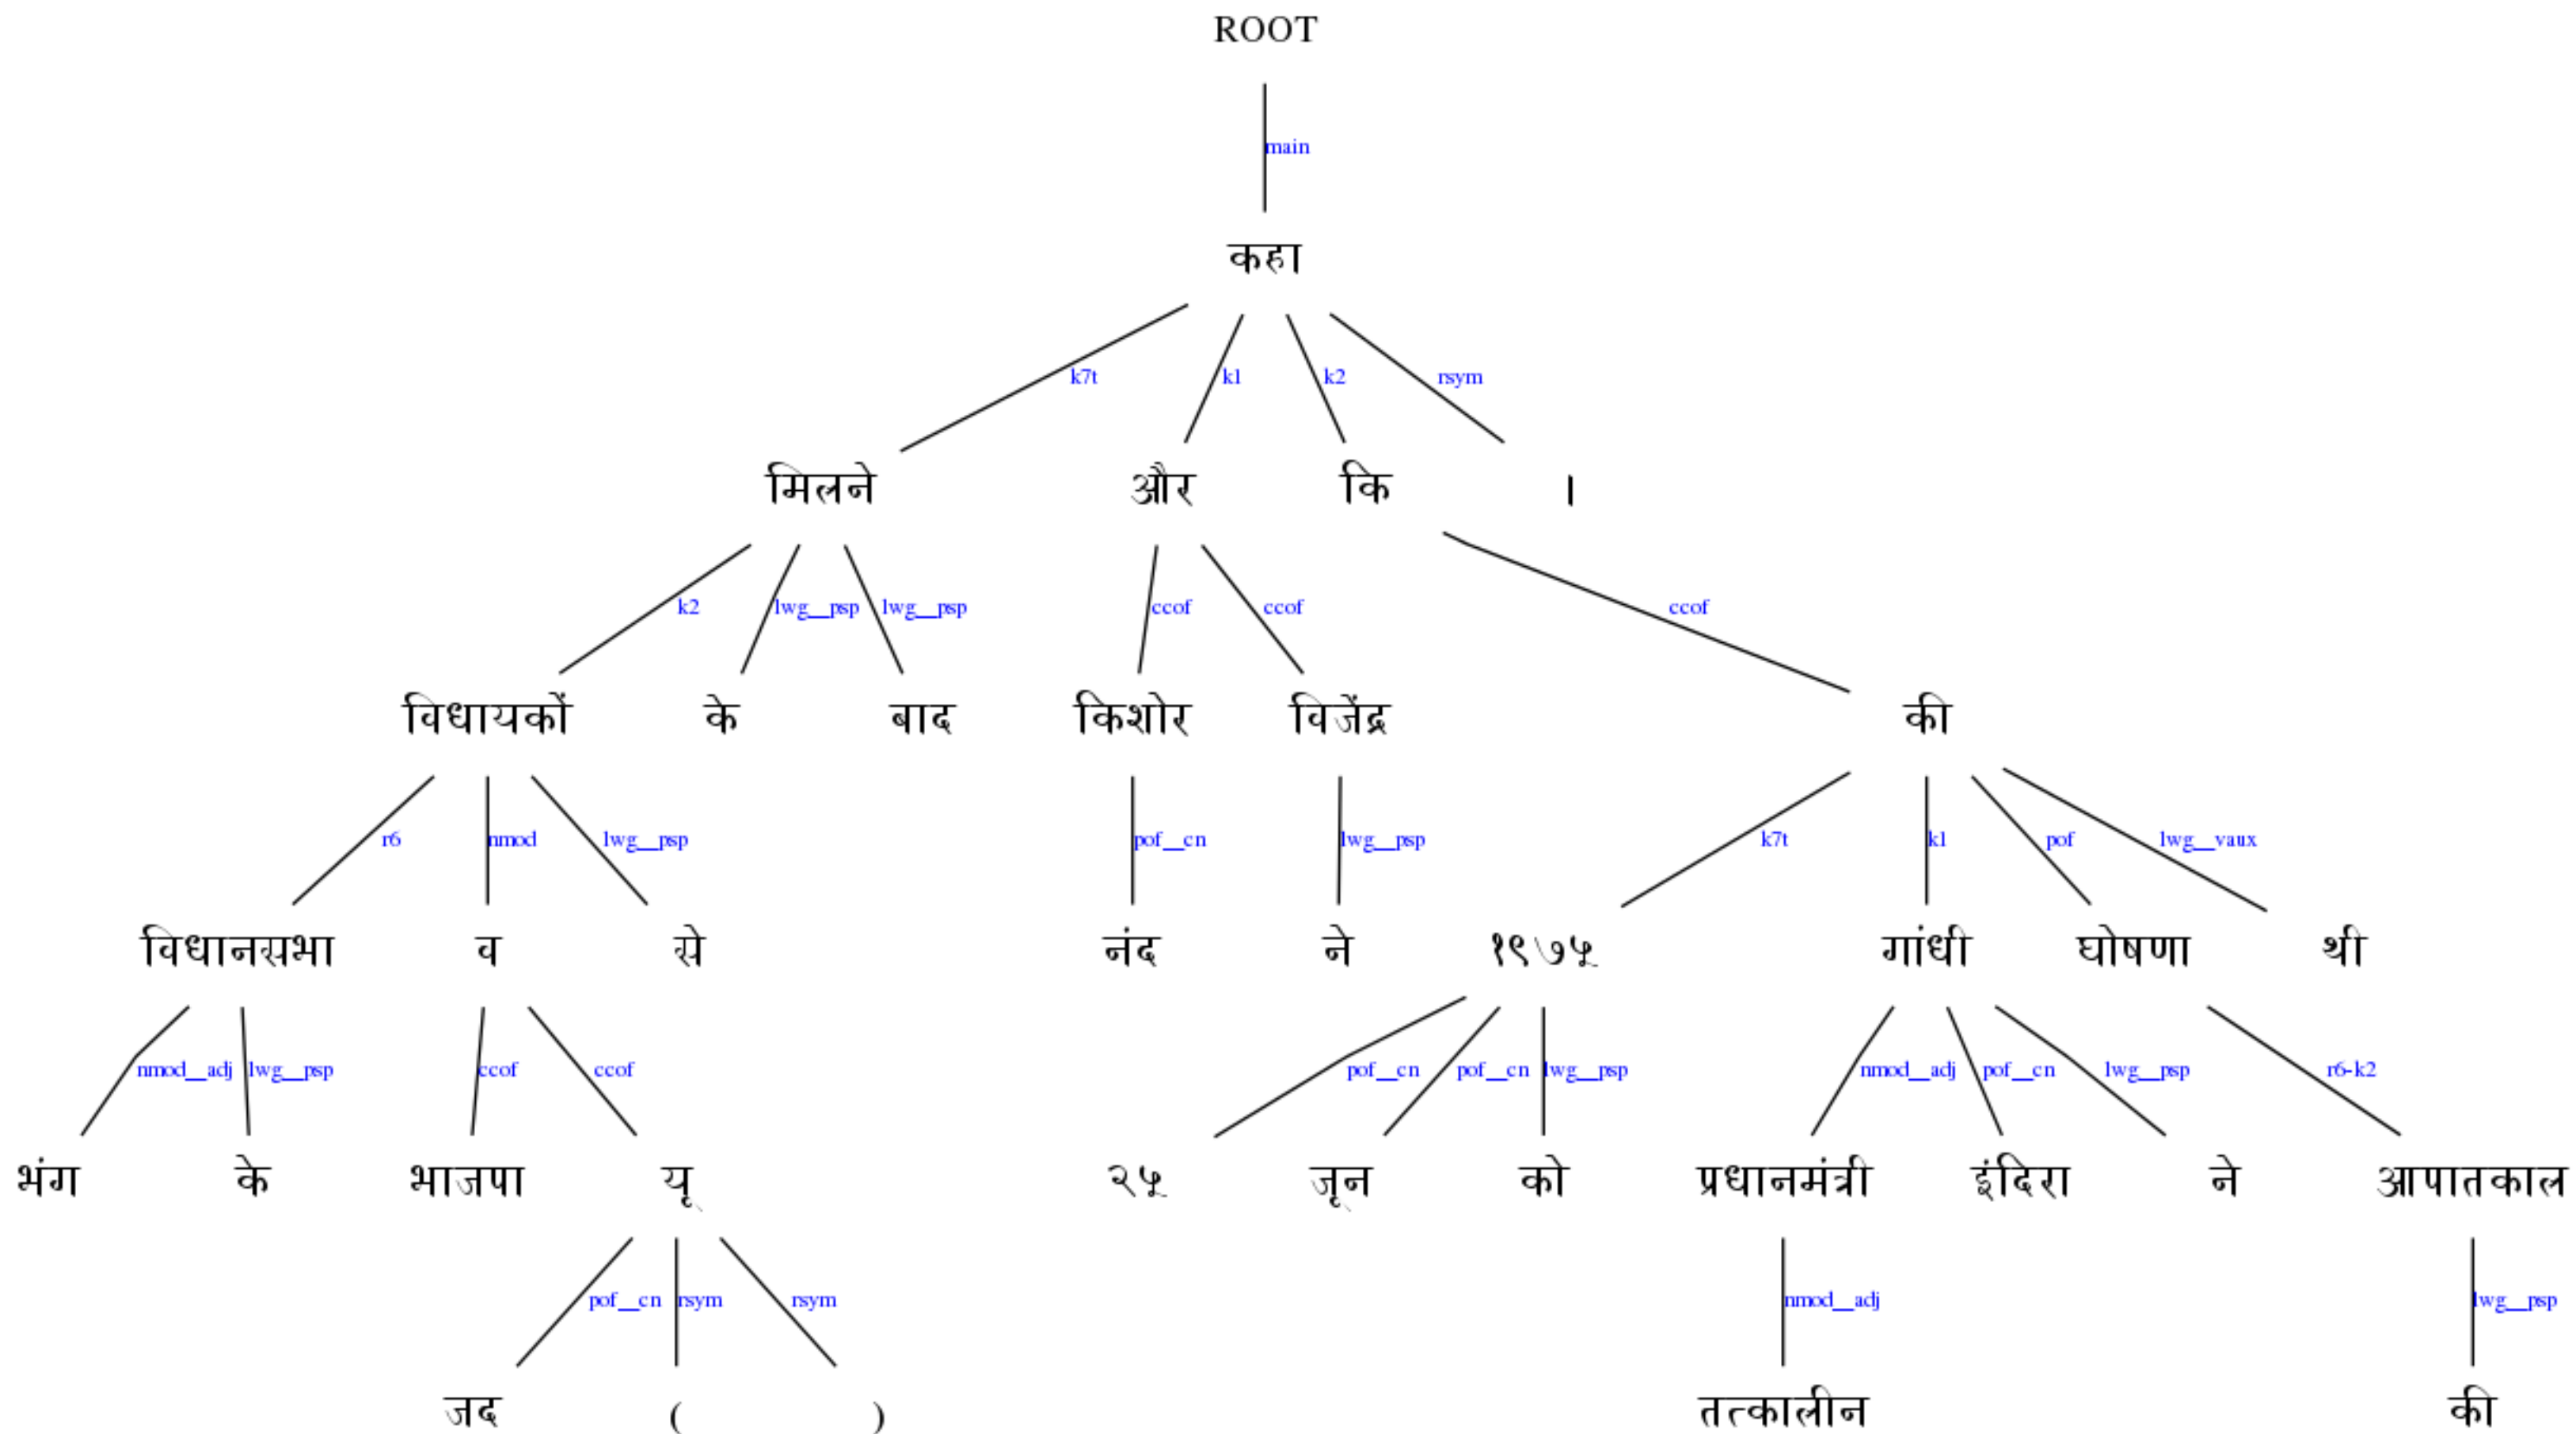 ROOT
main
कहा
k7t k1 k2 rsym
मिलने और कि ।
k2 lwg__psp lwg__psp ccof ccof ccof
विधायकों के बाद किशोर विजेंद्र की
r6 nmod lwg__psp pof__cn lwg__psp k7t k1 pof lwg__vaux
विधानसभा व से नंद ने १९७५ गांधी घोषणा थी
nmod__adj lwg__psp ccof ccof pof__cn pof__cn lwg__psp nmod__adj pof__cn lwg__psp r6-k2
भंग के भाजपा यू २५ जून को प्रधानमंत्री इंदिरा ने आपातकाल
pof__cn rsym rsym nmod__adj lwg__psp
जद ( ) तत्कालीन की